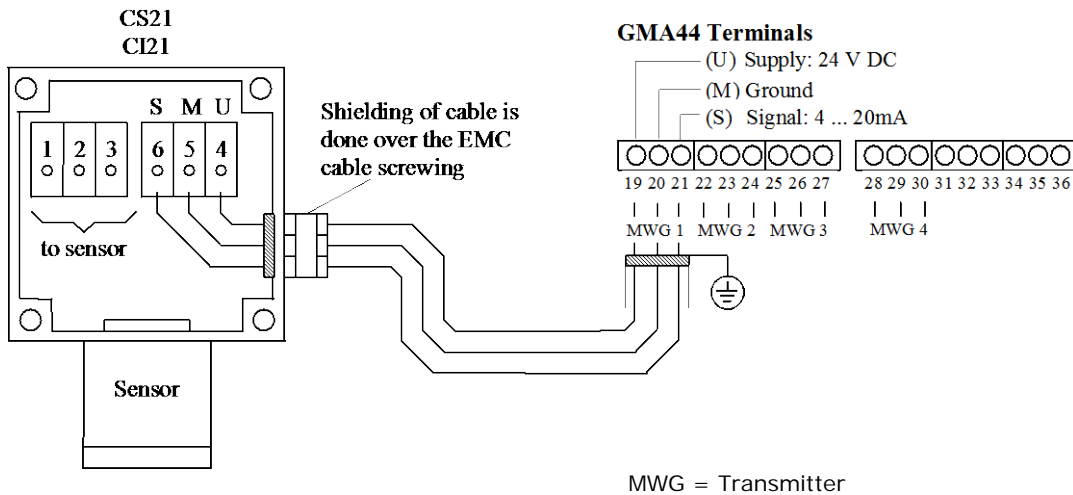 CS21
CI21
S M U
1 2 3 6 5 4
to sensor
Sensor
Shielding of cable is
done over the EMC
cable screwing
GMA44 Terminals
(U) Supply: 24 V DC
(M) Ground
(S) Signal: 4 ... 20mA
19 20 21 22 23 24 25 26 27 28 29 30 31 32 33 34 35 36
MWG 1 MWG 2 MWG 3 MWG 4
MWG = Transmitter